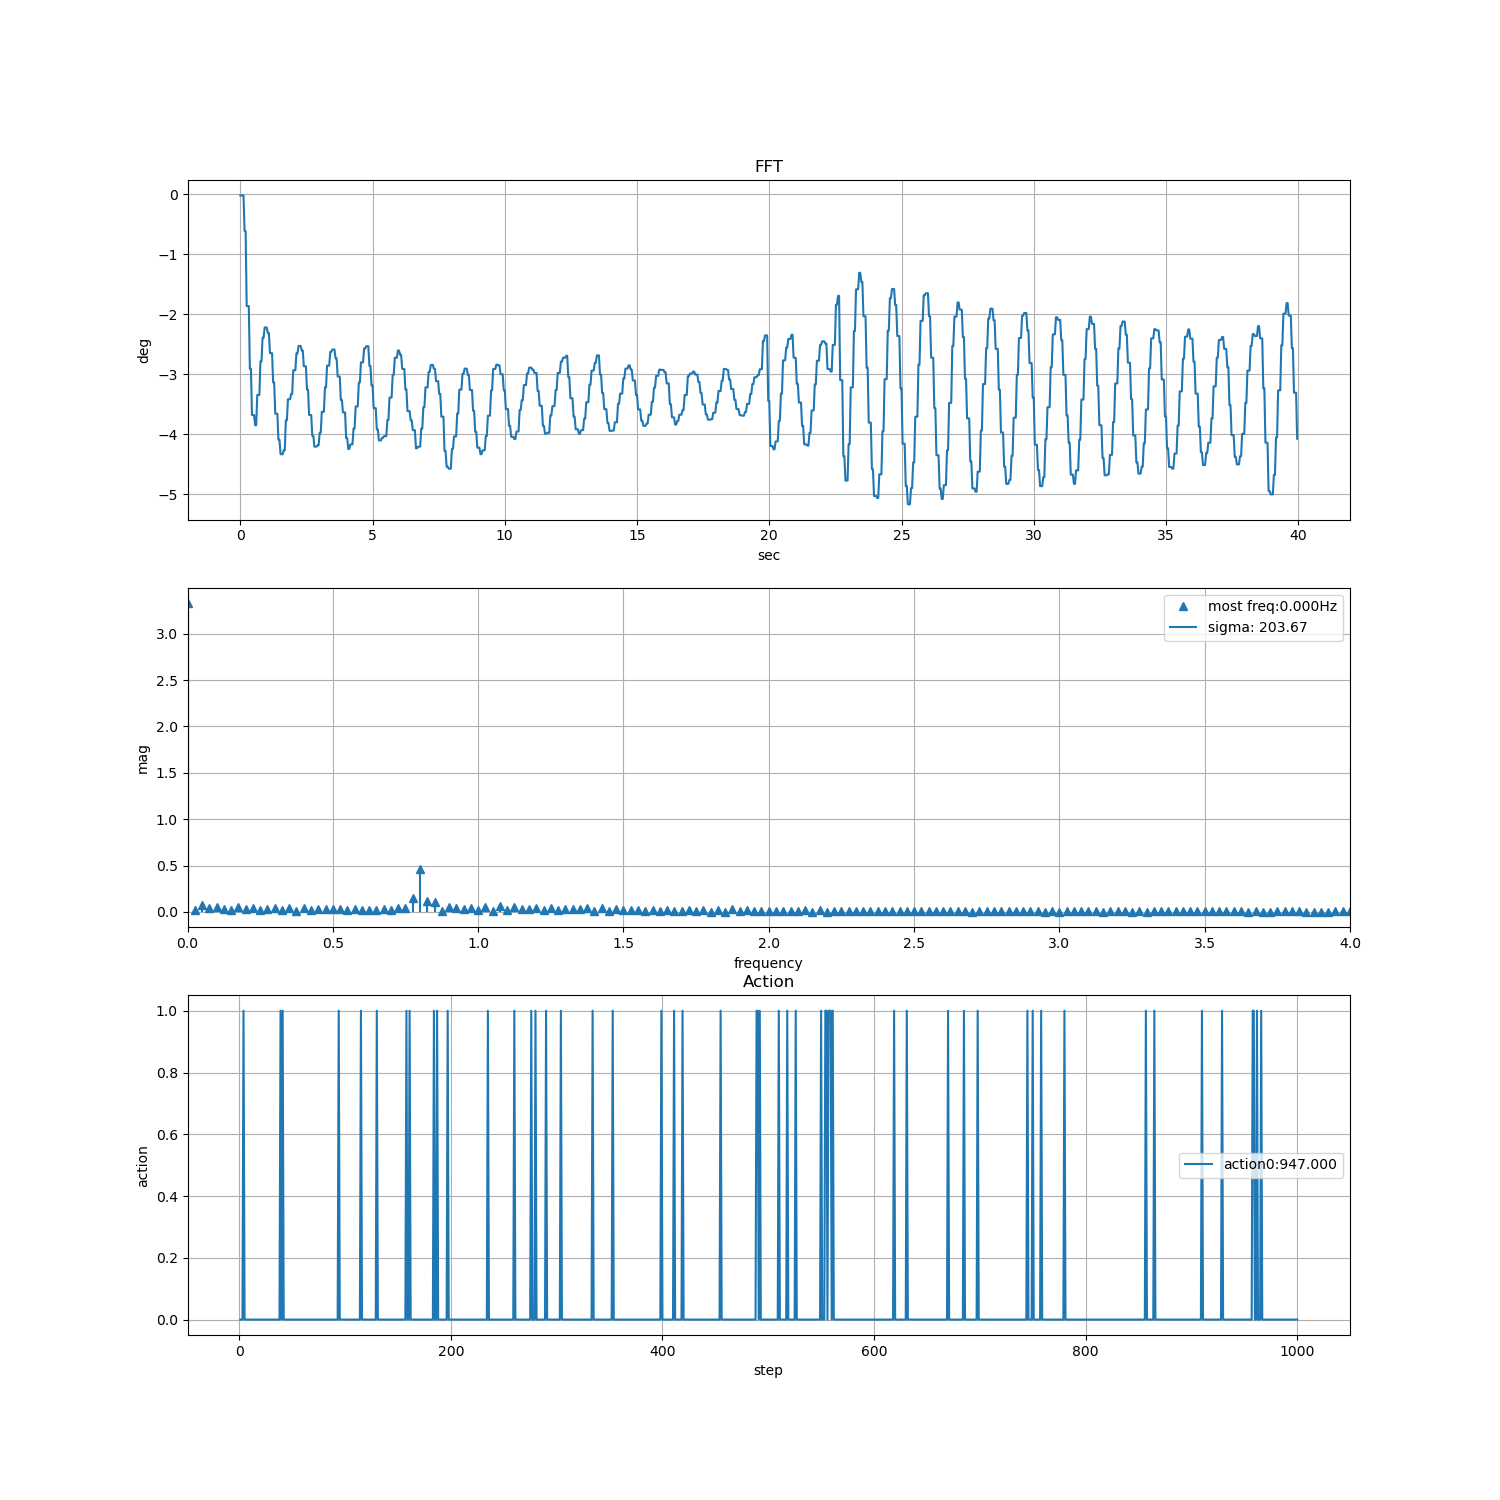 FFT
0
−1
−2
−3
−4
−5
deg
0 5 10 15 20 25 30 35 40
sec
most freq:0.000Hz
sigma: 203.67
3.0
2.5
2.0
1.5
1.0
0.5
0.0
mag
0.0 0.5 1.0 1.5 2.0 2.5 3.0 3.5 4.0
frequency
Action
1.0
0.8
0.6
0.4
0.2
0.0
action
action0:947.000
0 200 400 600 800 1000
step